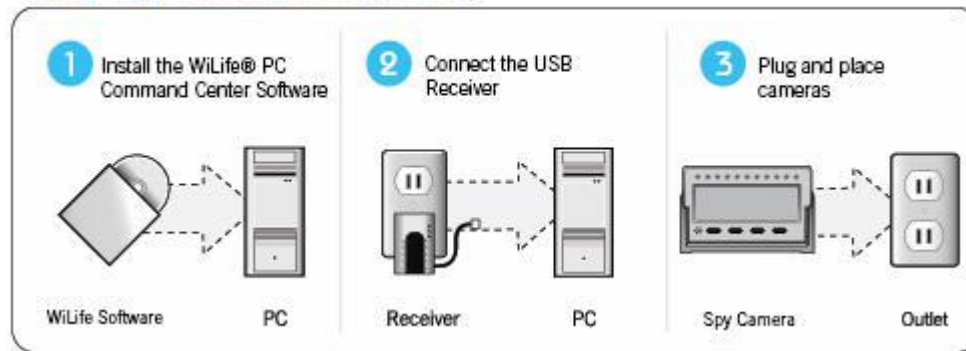 1 Install the WiLife® PC
Command Center Software
WiLife Software
PC
2 Connect the USB
Receiver
Receiver
PC
3 Plug and place
cameras
Spy Camera
Outlet